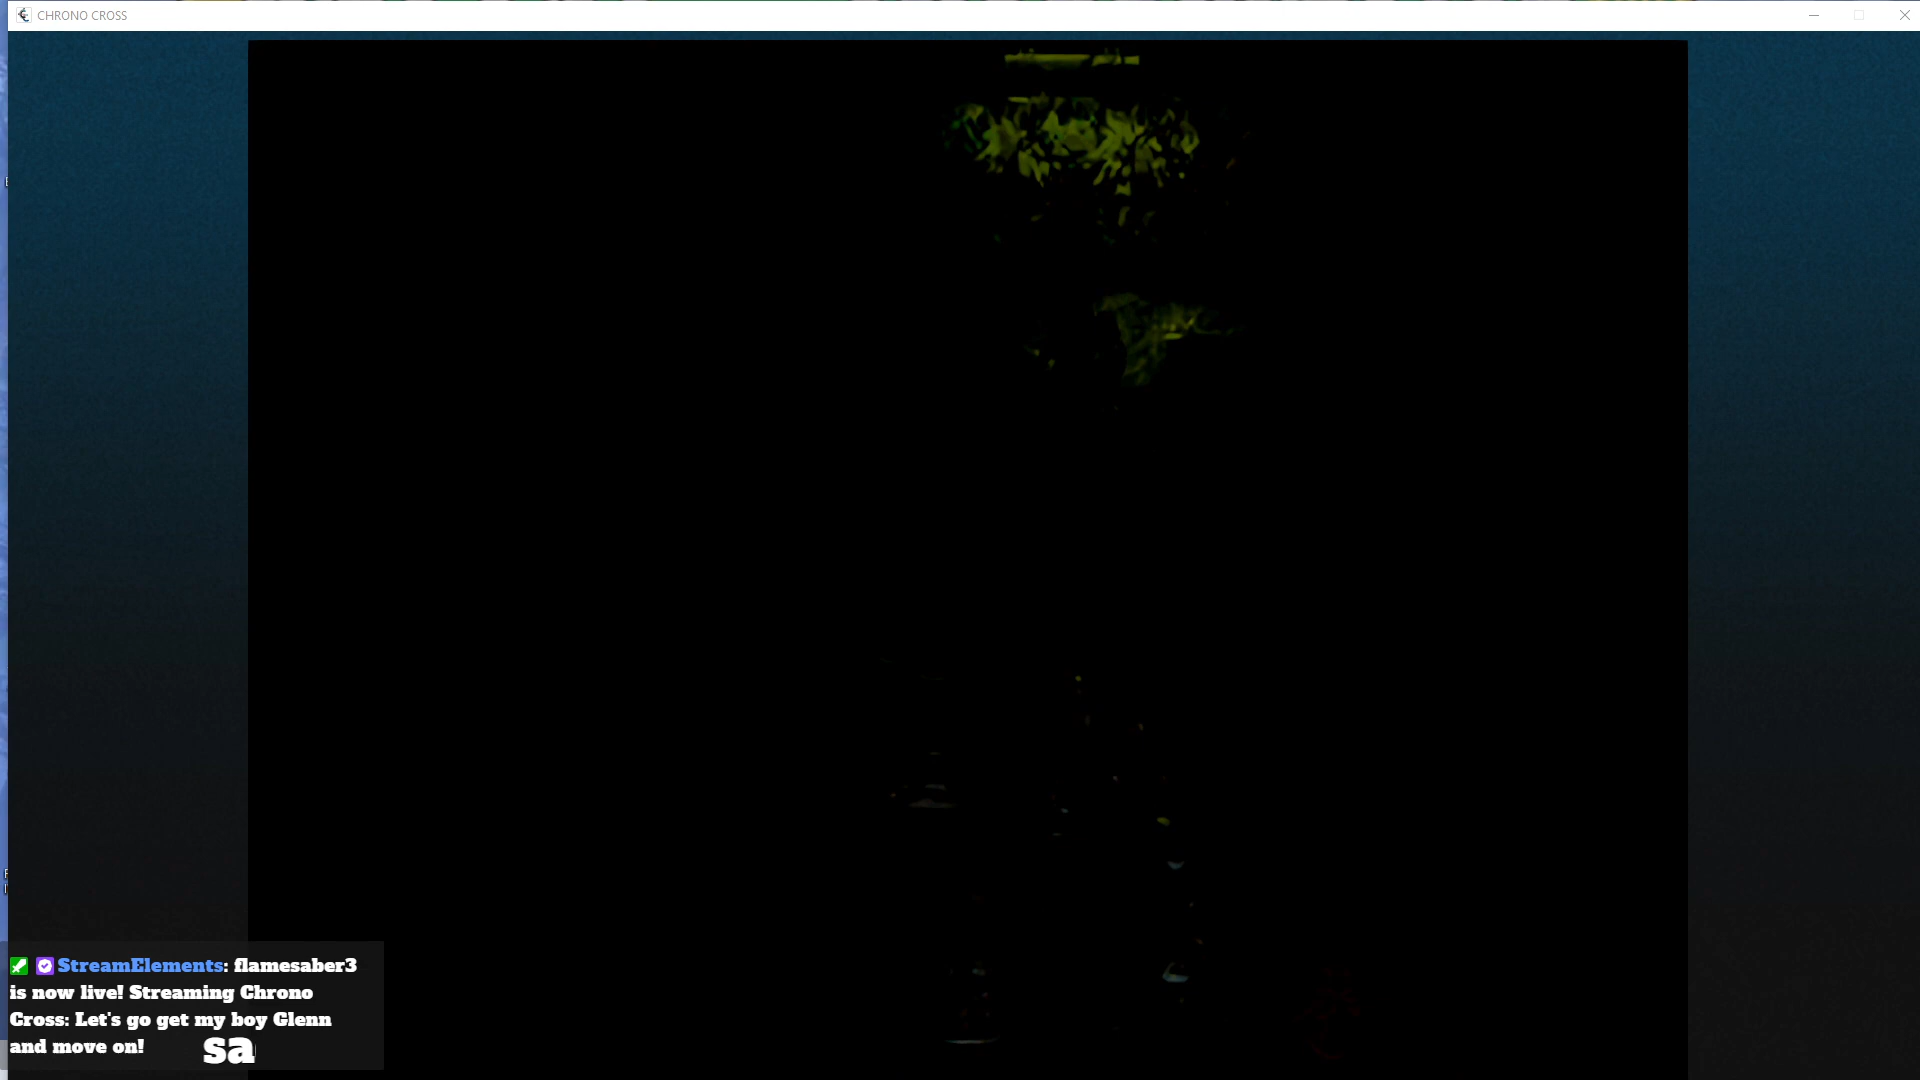 CHRONO CROSS
StreamElements: flamesaber3
is now live! Streaming Chrono
Cross: Let's go get my boy Glenn
and move on!
sa